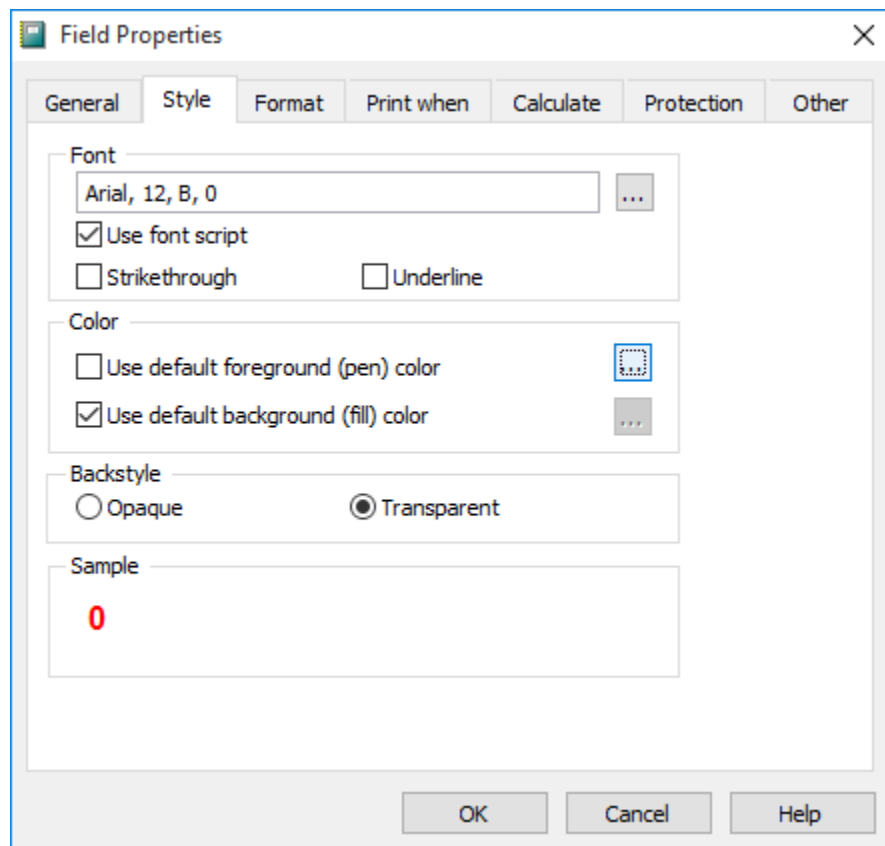 Field Properties
General Style Format Print when Calculate Protection Other
Font
Arial, 12, B, 0
...
Use font script
Strikethrough Underline
Color
Use default foreground (pen) color ...
Use default background (fill) color ...
Backstyle
Opaque Transparent
Sample
0
OK Cancel Help